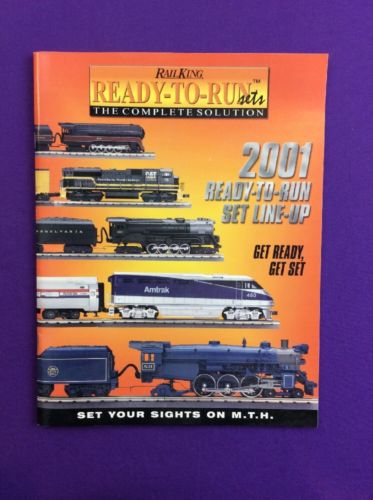 RAILKING
READY-TO-RUN™
sets
THE COMPLETE SOLUTION
2001
READY-TO-RUN
SET LINE-UP
GET READY,
GET SET
PENNSYLVANIA
Amtrak
450
SET YOUR SIGHTS ON M.T.H.